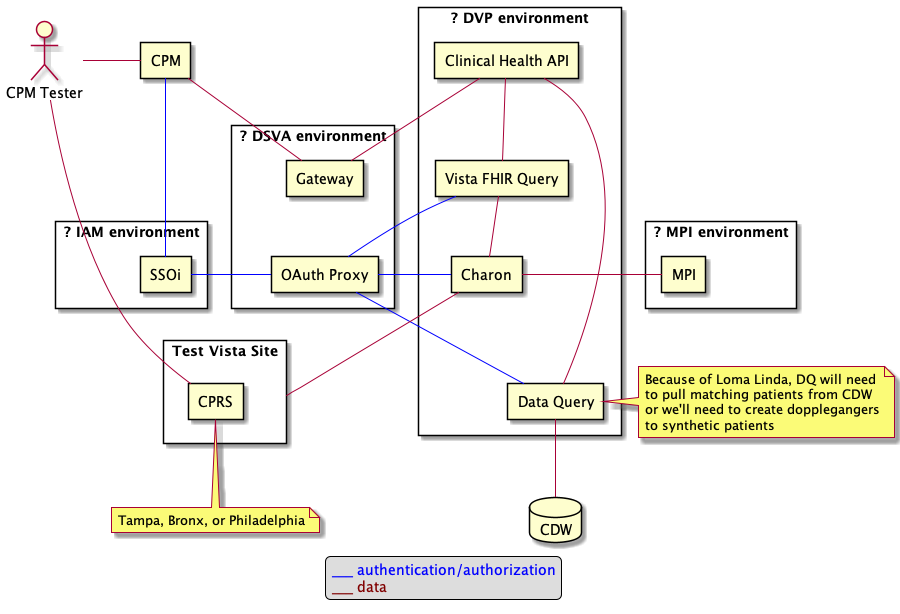 ? DVP environment
CPM Tester
CPM
Clinical Health API
? DSVA environment
Gateway
Vista FHIR Query
? IAM environment
? MPI environment
SSOi
OAuth Proxy
Charon
MPI
Test Vista Site
CPRS
Data Query
Because of Loma Linda, DQ will need
to pull matching patients from CDW
or we'll need to create dopplegangers
to synthetic patients
Tampa, Bronx, or Philadelphia
CDW
___ authentication/authorization
___ data